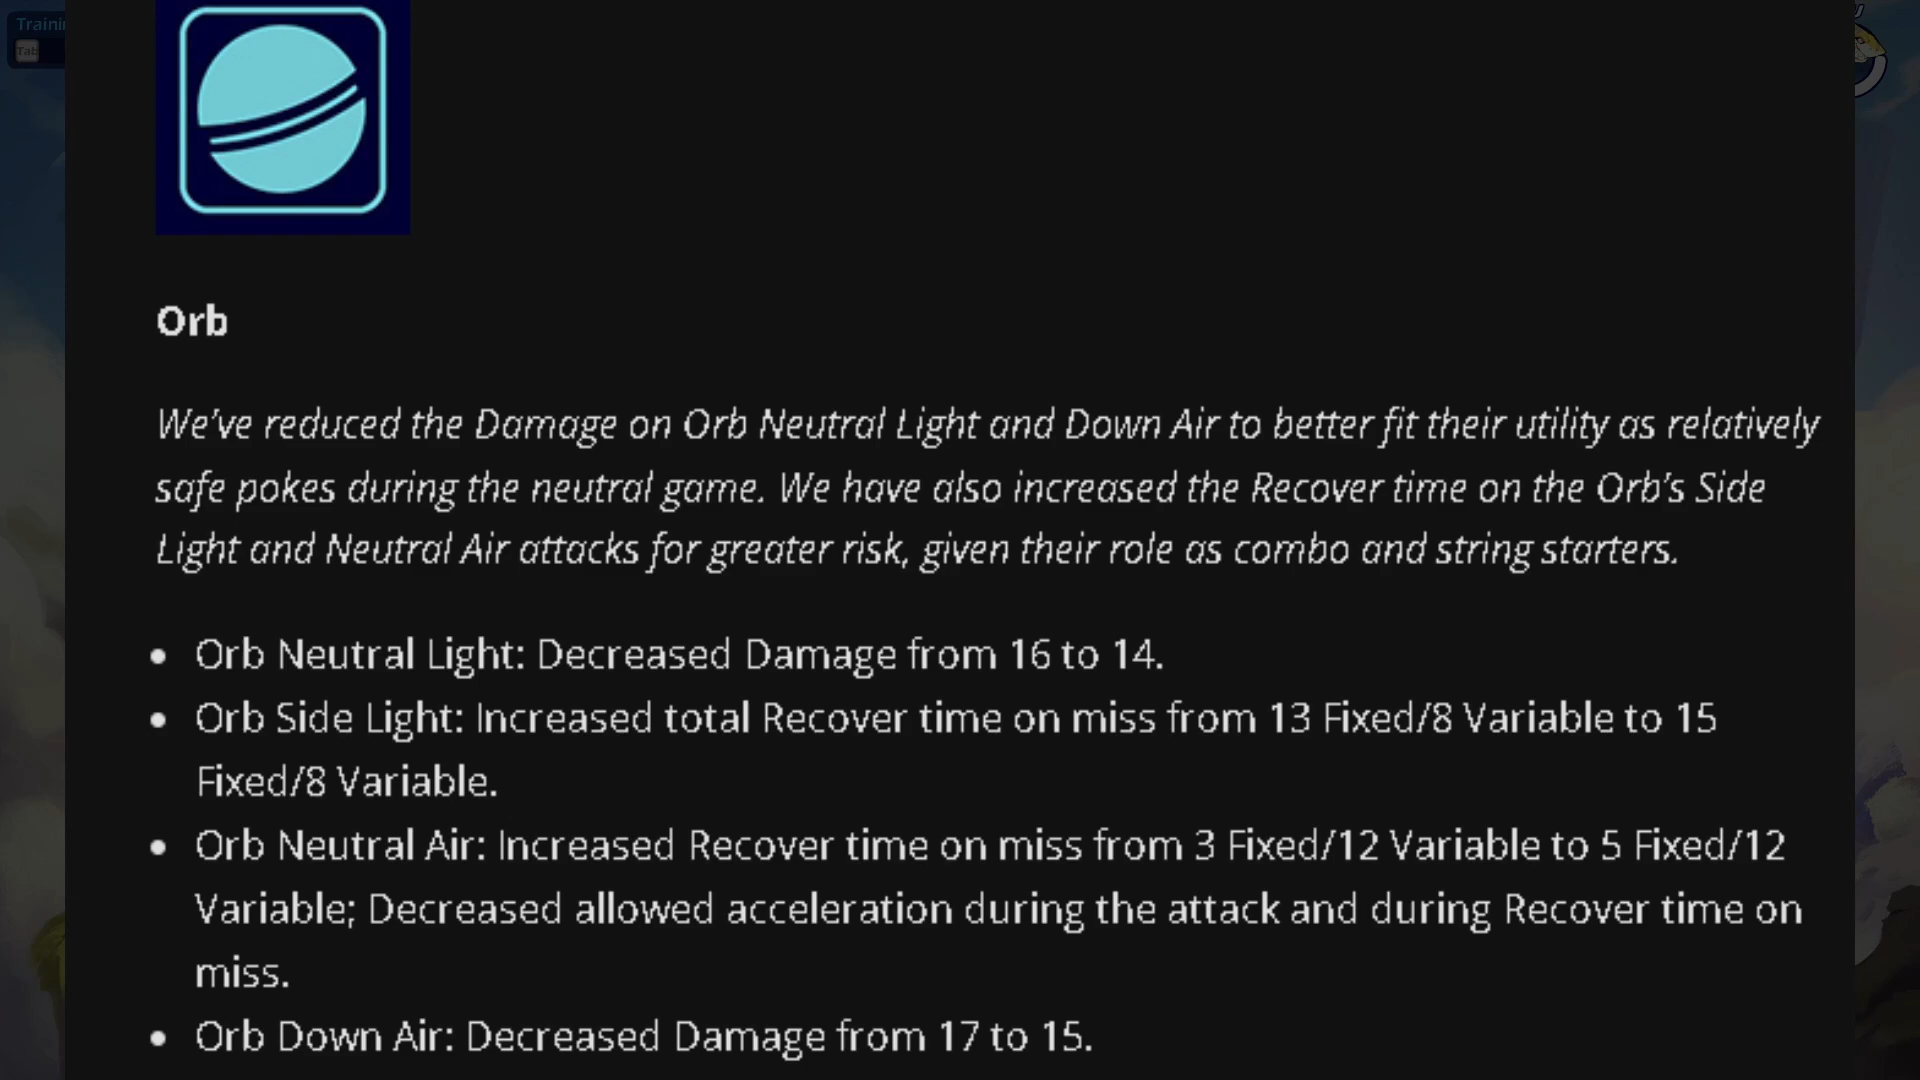 Traini
Tab
Orb
We've reduced the Damage on Orb Neutral Light and Down Air to better fit their utility as relatively
safe pokes during the neutral game. We have also increased the Recover time on the Orb's Side
Light and Neutral Air attacks for greater risk, given their role as combo and string starters.
• Orb Neutral Light: Decreased Damage from 16 to 14.
• Orb Side Light: Increased total Recover time on miss from 13 Fixed/8 Variable to 15
Fixed/8 Variable.
• Orb Neutral Air: Increased Recover time on miss from 3 Fixed/12 Variable to 5 Fixed/12
Variable; Decreased allowed acceleration during the attack and during Recover time on
miss.
• Orb Down Air: Decreased Damage from 17 to 15.